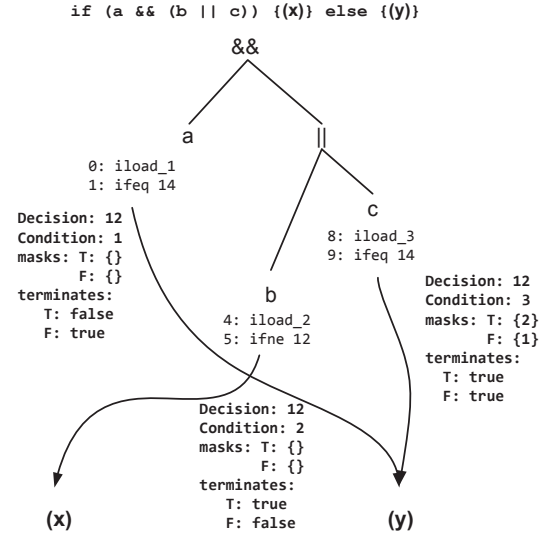 if (a && (b || c)) {(x)} else {(y)}
&&
a
||
0: iload_1
1: ifeq 14
Decision: 12
Condition: 1
masks: T: {}
F: {}
terminates:
T: false
F: true
c
8: iload_3
9: ifeq 14
Decision: 12
Condition: 3
masks: T: {2}
F: {1}
terminates:
T: true
F: true
b
4: iload_2
5: ifne 12
Decision: 12
Condition: 2
masks: T: {}
F: {}
terminates:
T: true
F: false
(x)
(y)